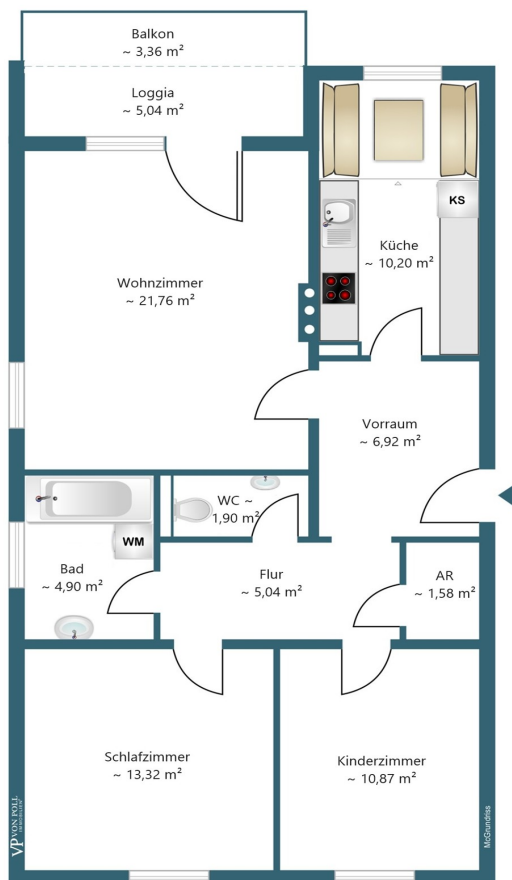 Balkon
~ 3,36 m²
Loggia
~ 5,04 m²
KS
Küche
~ 10,20 m²
Wohnzimmer
~ 21,76 m²
Vorraum
~ 6,92 m²
WC ~
1,90 m²
WM
Bad
~ 4,90 m²
Flur
~ 5,04 m²
AR
~ 1,58 m²
Schlafzimmer
~ 13,32 m²
Kinderzimmer
~ 10,87 m²
VP VON POLL
IMMOBILIEN
McGrundriss